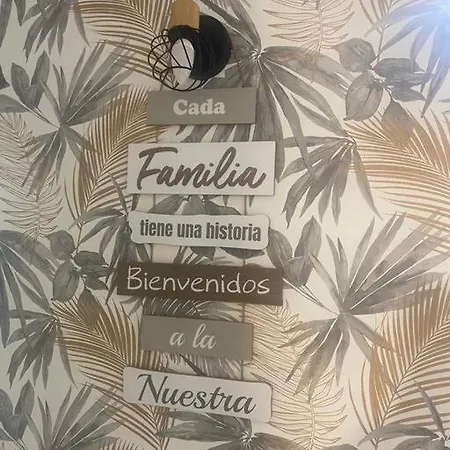 Cada
Familia
tiene una historia
Bienvenidos
a la
Nuestra